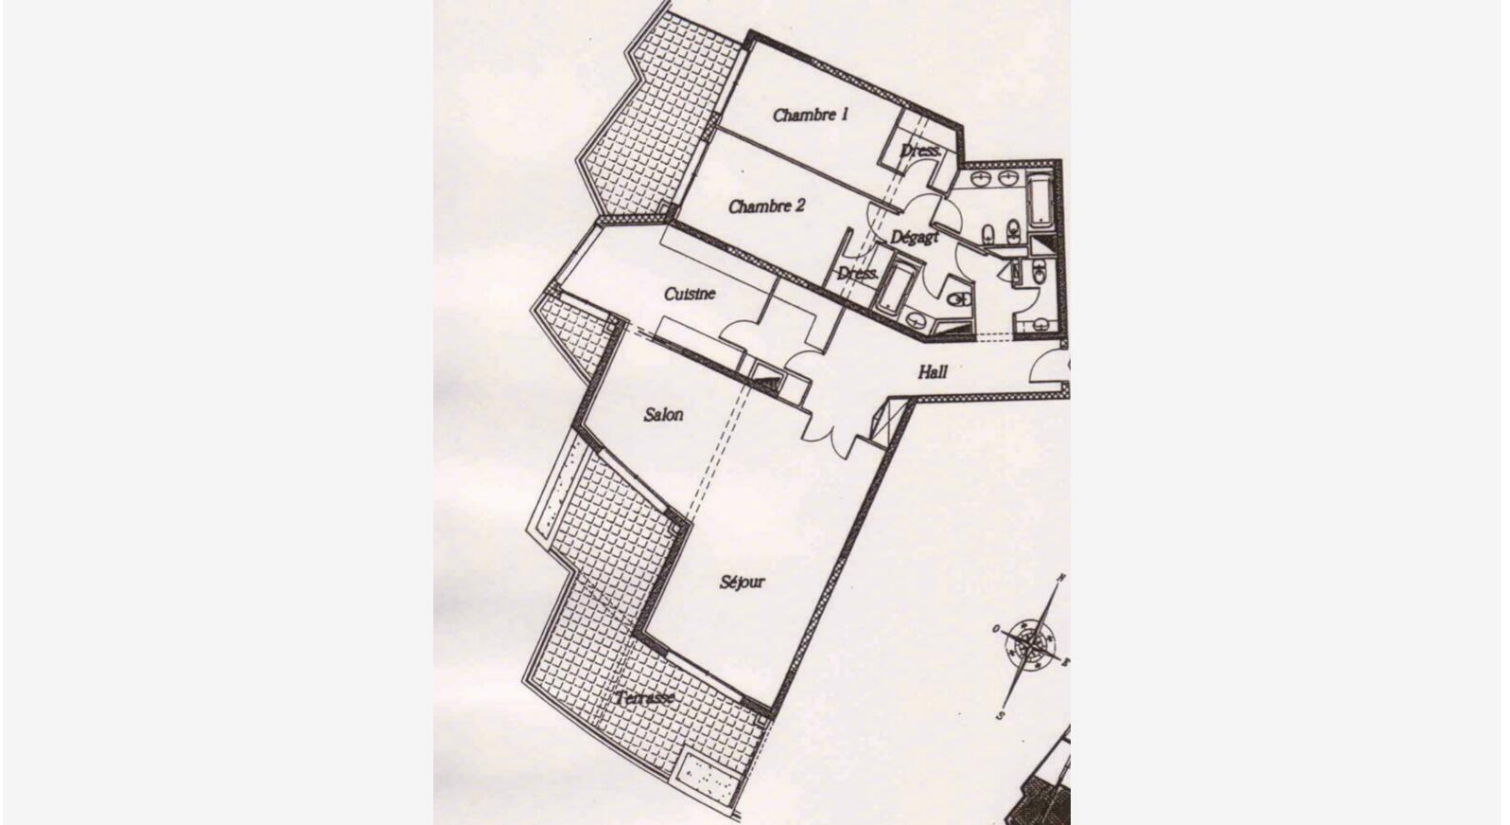 Chambre 1
Dress.
Chambre 2
Dégagt
Dress.
Cuisine
Hall
Salon
Séjour
Terrasse
N
O
E
S